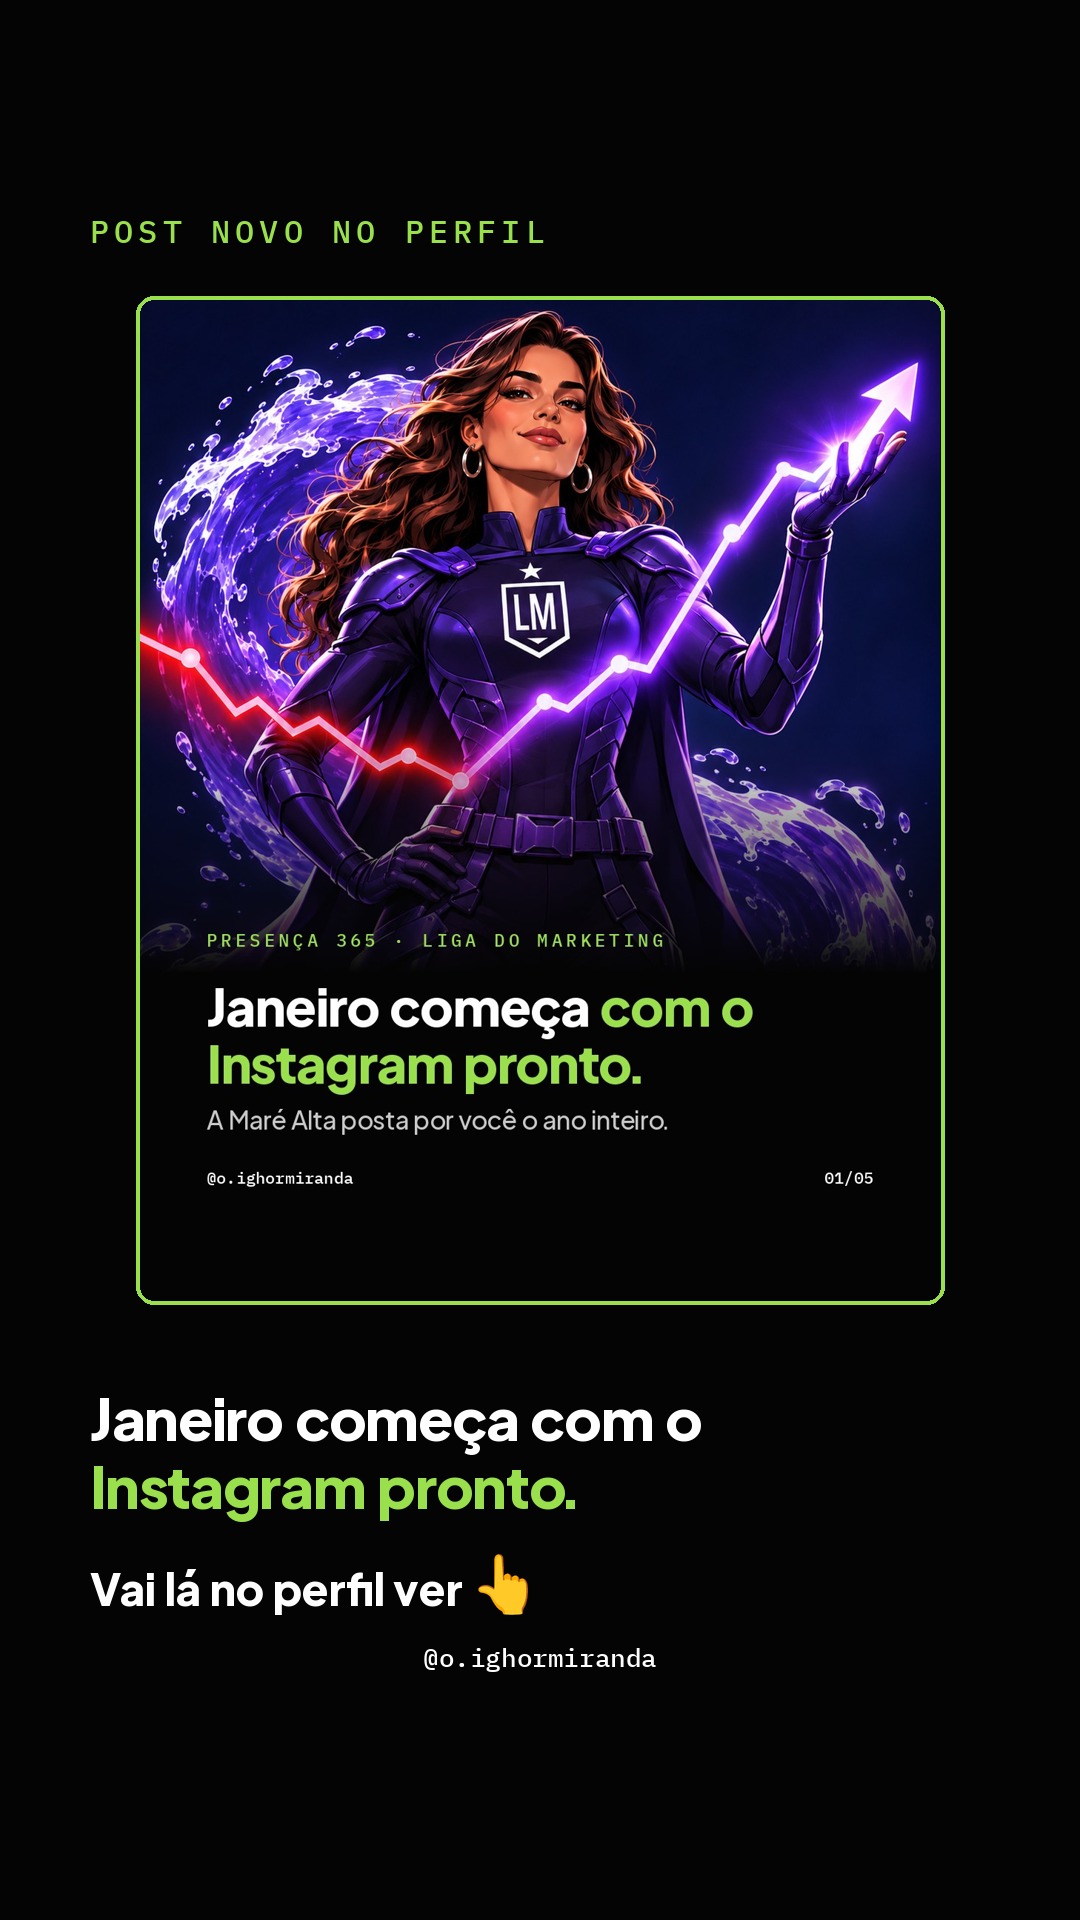 POST NOVO NO PERFIL
LM
PRESENÇA 365 · LIGA DO MARKETING
Janeiro começa com o
Instagram pronto.
A Maré Alta posta por você o ano inteiro.
@o.ighormiranda
01/05
Janeiro começa com o
Instagram pronto.
Vai lá no perfil ver 👆
@o.ighormiranda